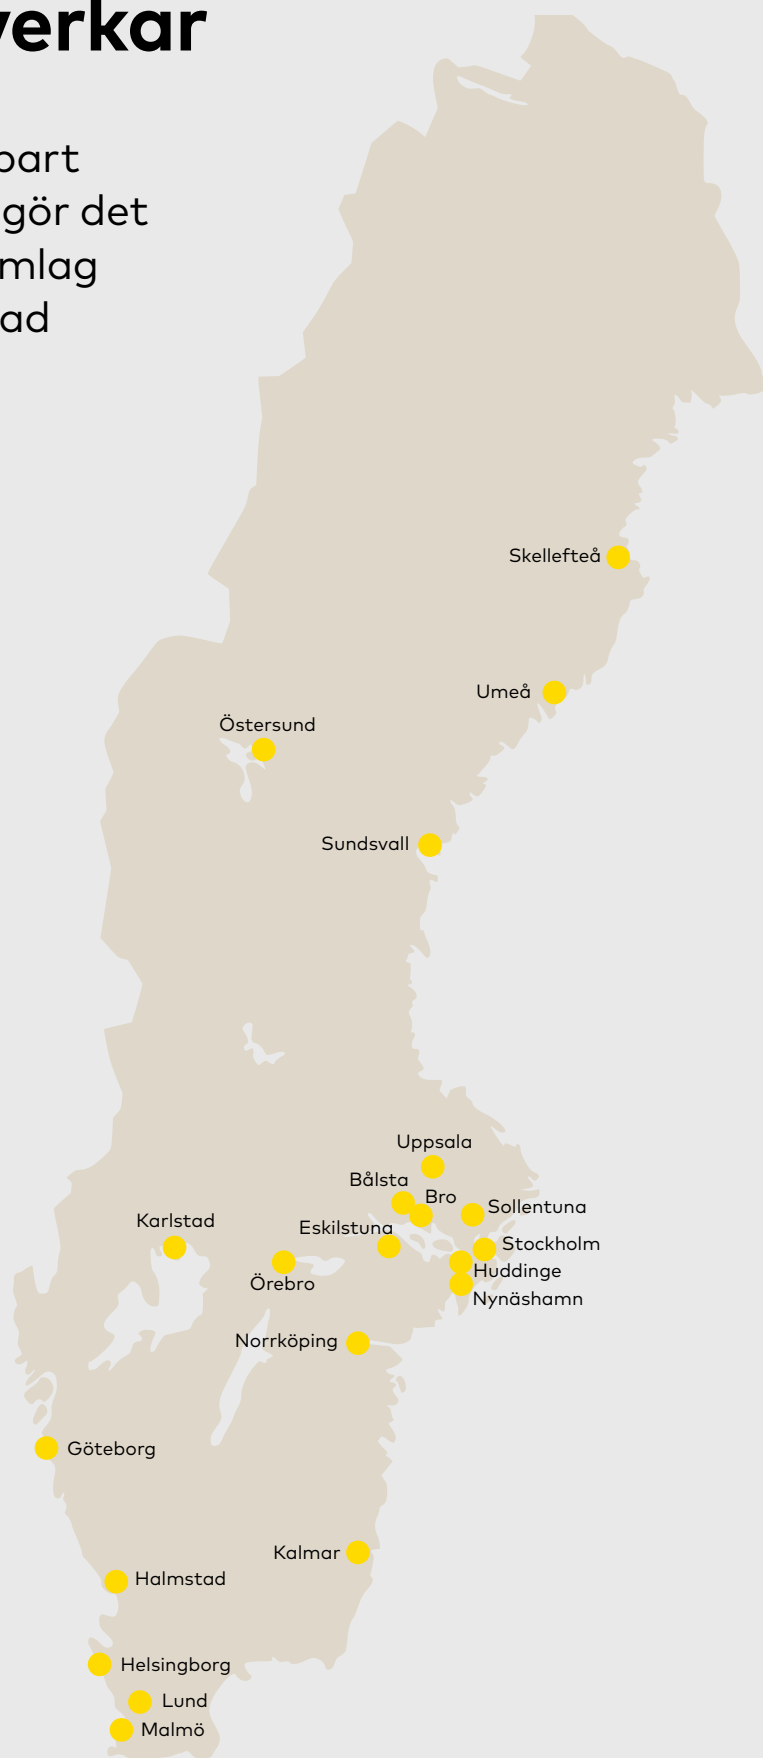 verkar
part
gör det
mlag
ad
Skellefteå
Umeå
Östersund
Sundsvall
Uppsala
Bålsta
Bro
Sollentuna
Karlstad
Eskilstuna
Stockholm
Huddinge
Örebro
Nynäshamn
Norrköping
Göteborg
Kalmar
Halmstad
Helsingborg
Lund
Malmö